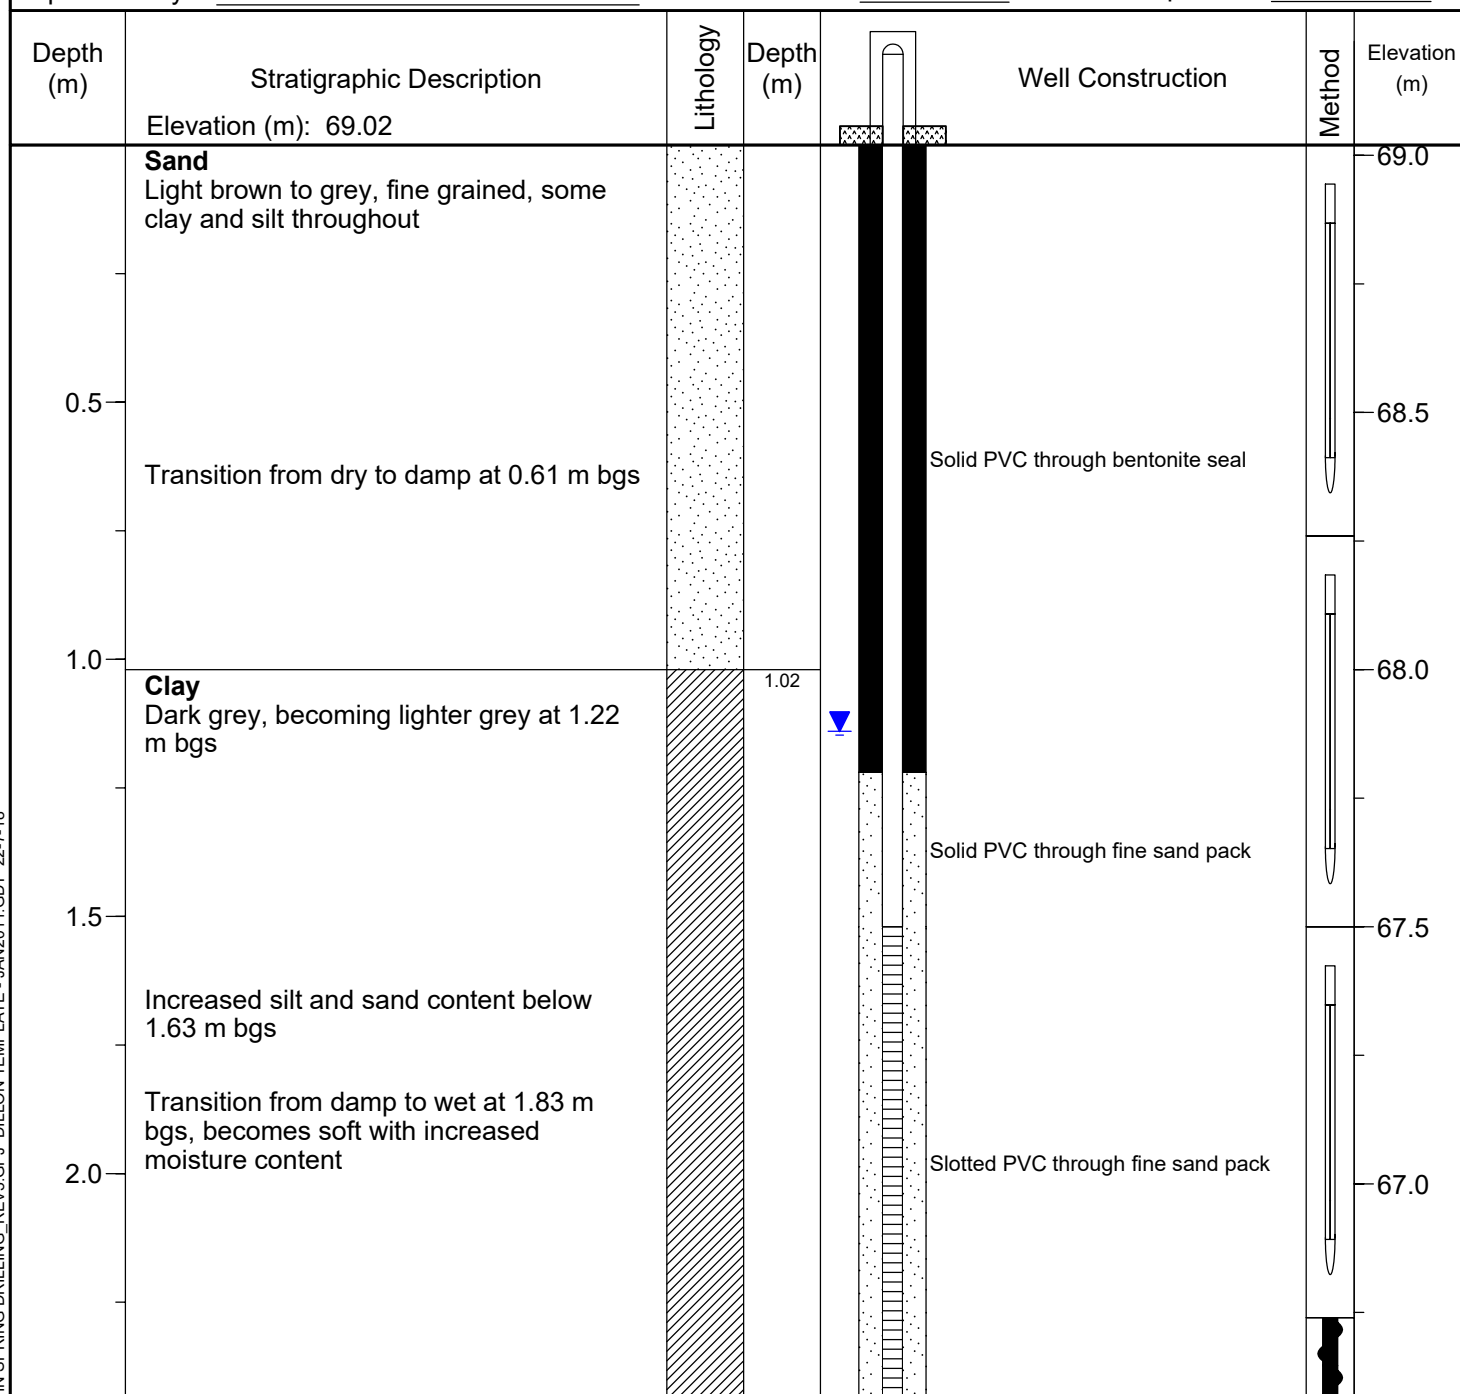 Depth
(m)
Stratigraphic Description
Elevation (m): 69.02
Lithology
Depth
(m)
Well Construction
Method
Elevation
(m)
Sand
Light brown to grey, fine grained, some
clay and silt throughout
69.0
0.5
68.5
Transition from dry to damp at 0.61 m bgs
Solid PVC through bentonite seal
1.0
68.0
Clay
1.02
Dark grey, becoming lighter grey at 1.22
m bgs
Solid PVC through fine sand pack
1.5
67.5
Increased silt and sand content below
1.63 m bgs
Transition from damp to wet at 1.83 m
bgs, becomes soft with increased
moisture content
2.0
Slotted PVC through fine sand pack
67.0